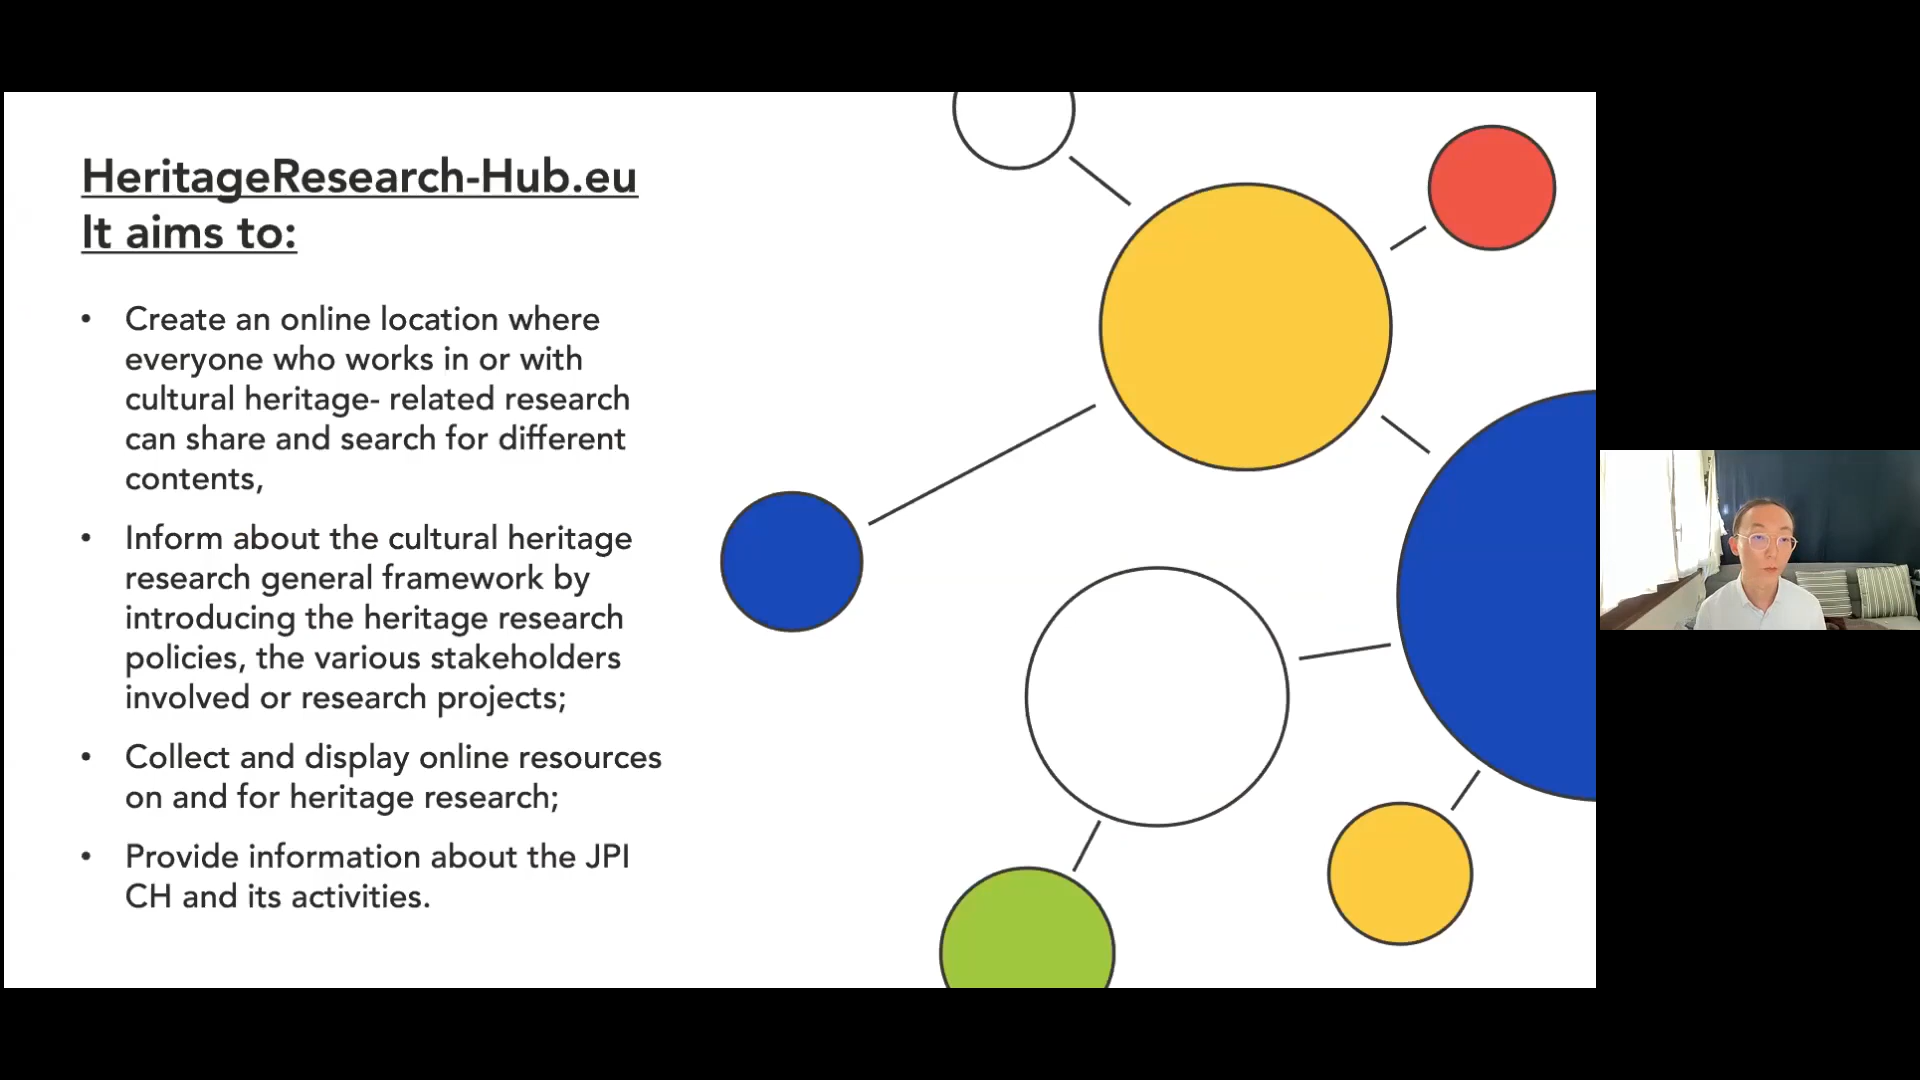 HeritageResearch-Hub.eu
It aims to:
• Create an online location where
everyone who works in or with
cultural heritage- related research
can share and search for different
contents,
• Inform about the cultural heritage
research general framework by
introducing the heritage research
policies, the various stakeholders
involved or research projects;
• Collect and display online resources
on and for heritage research;
• Provide information about the JPI
CH and its activities.